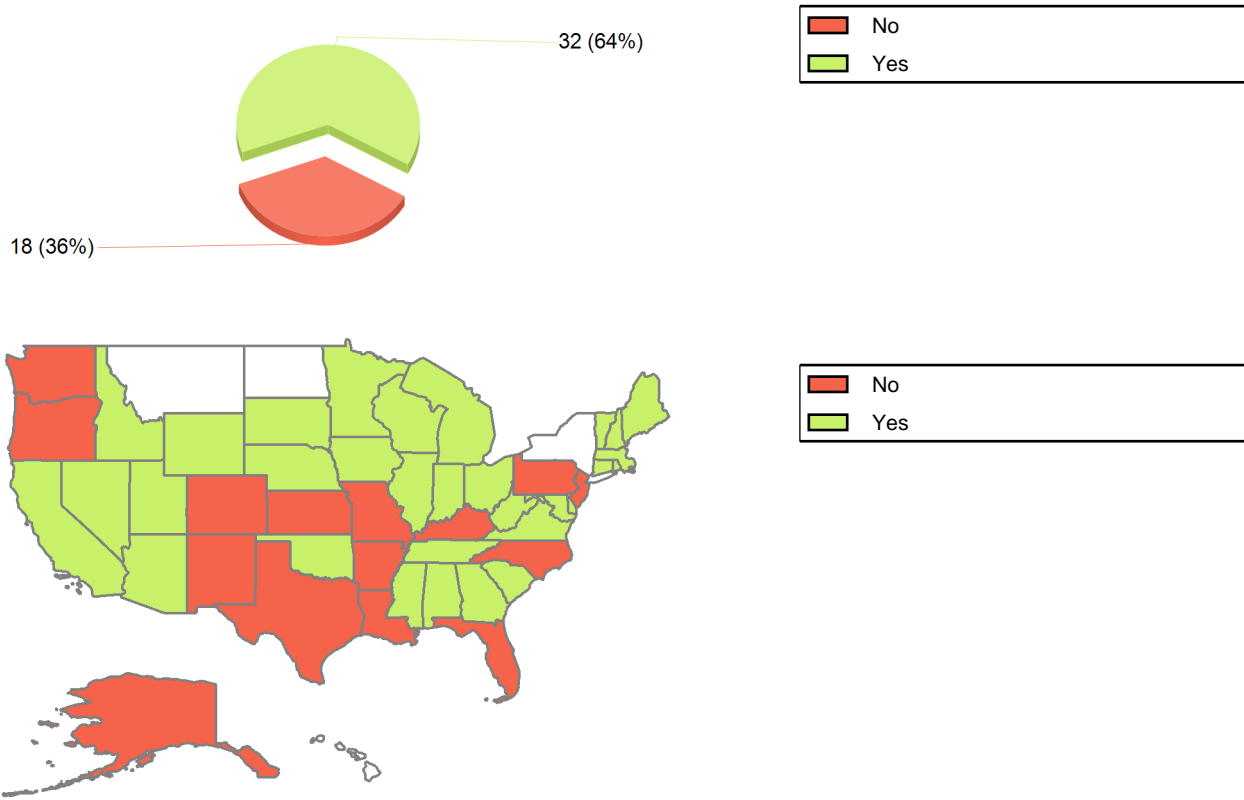 32 (64%)
No
Yes
18 (36%)
No
Yes